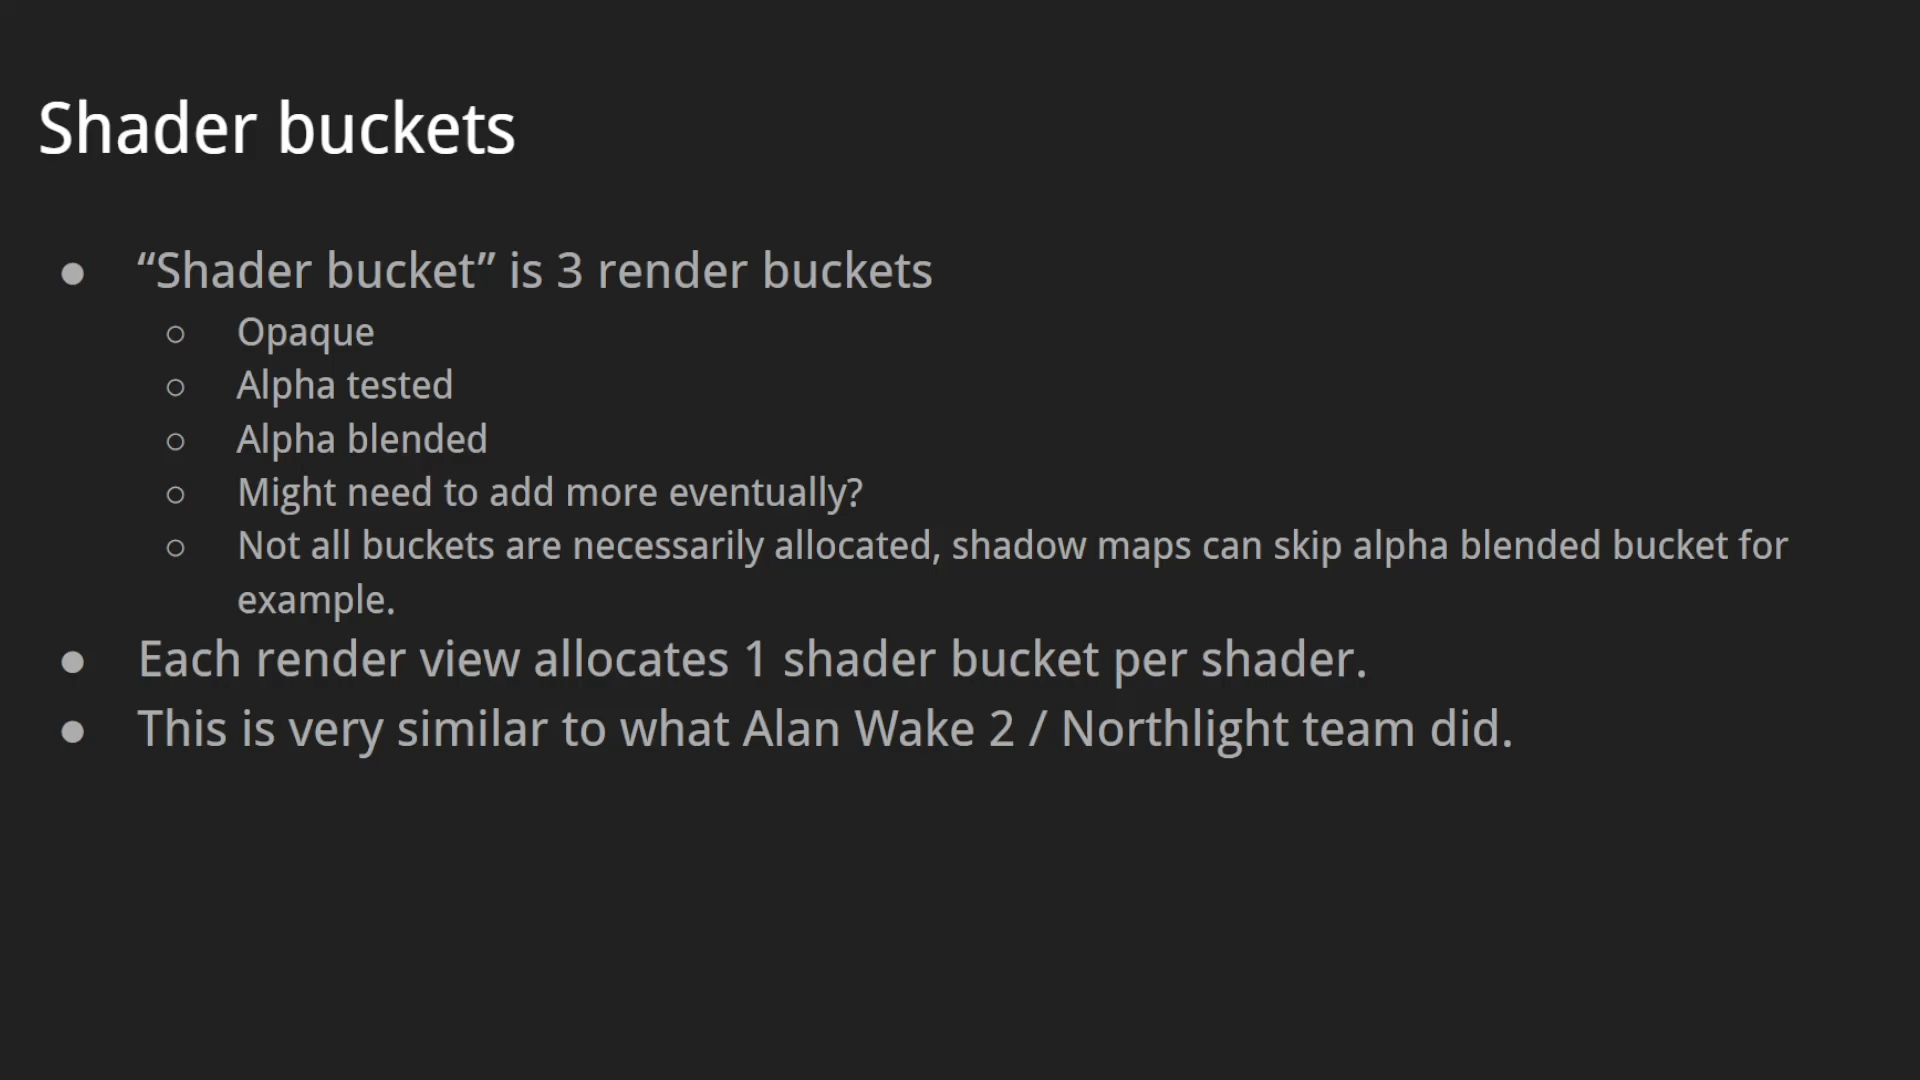 Shader buckets
● “Shader bucket” is 3 render buckets
○ Opaque
○ Alpha tested
○ Alpha blended
○ Might need to add more eventually?
○ Not all buckets are necessarily allocated, shadow maps can skip alpha blended bucket for
example.
● Each render view allocates 1 shader bucket per shader.
● This is very similar to what Alan Wake 2 / Northlight team did.